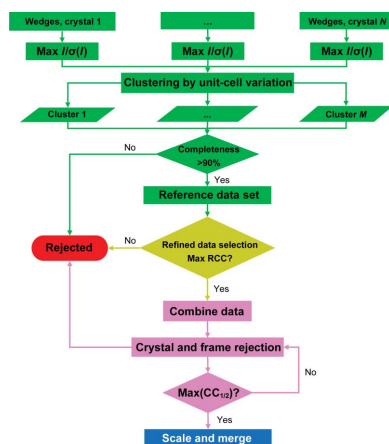 Wedges, crystal 1
...
Wedges, crystal N
Max I/σ(I)
Max I/σ(I)
Max I/σ(I)
Clustering by unit-cell variation
Cluster 1
...
Cluster M
No
Completeness
>90%
Yes
Reference data set
Rejected
No
Refined data selection
Max RCC?
Yes
Combine data
Crystal and frame rejection
No
Max(CC1/2)?
Yes
Scale and merge